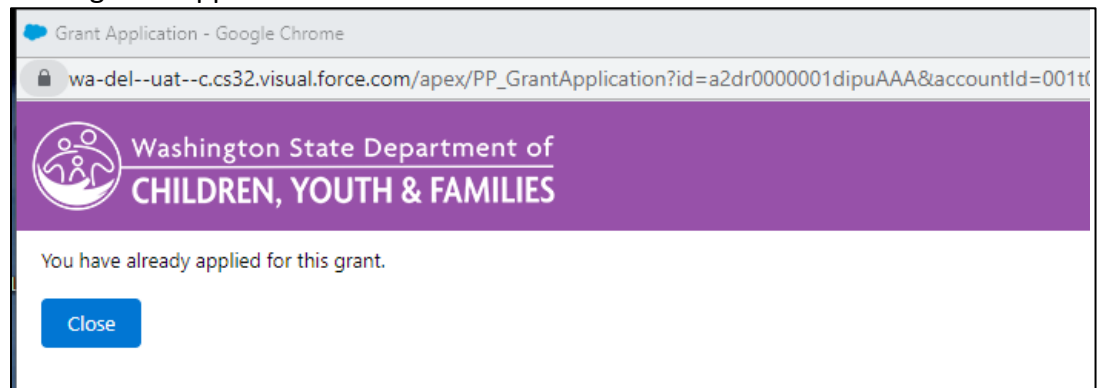 Grant Application - Google Chrome
wa-del--uat--c.cs32.visual.force.com/apex/PP_GrantApplication?id=a2dr0000001dipuAAA&accountId=001t0
Washington State Department of
CHILDREN, YOUTH & FAMILIES
You have already applied for this grant.
Close